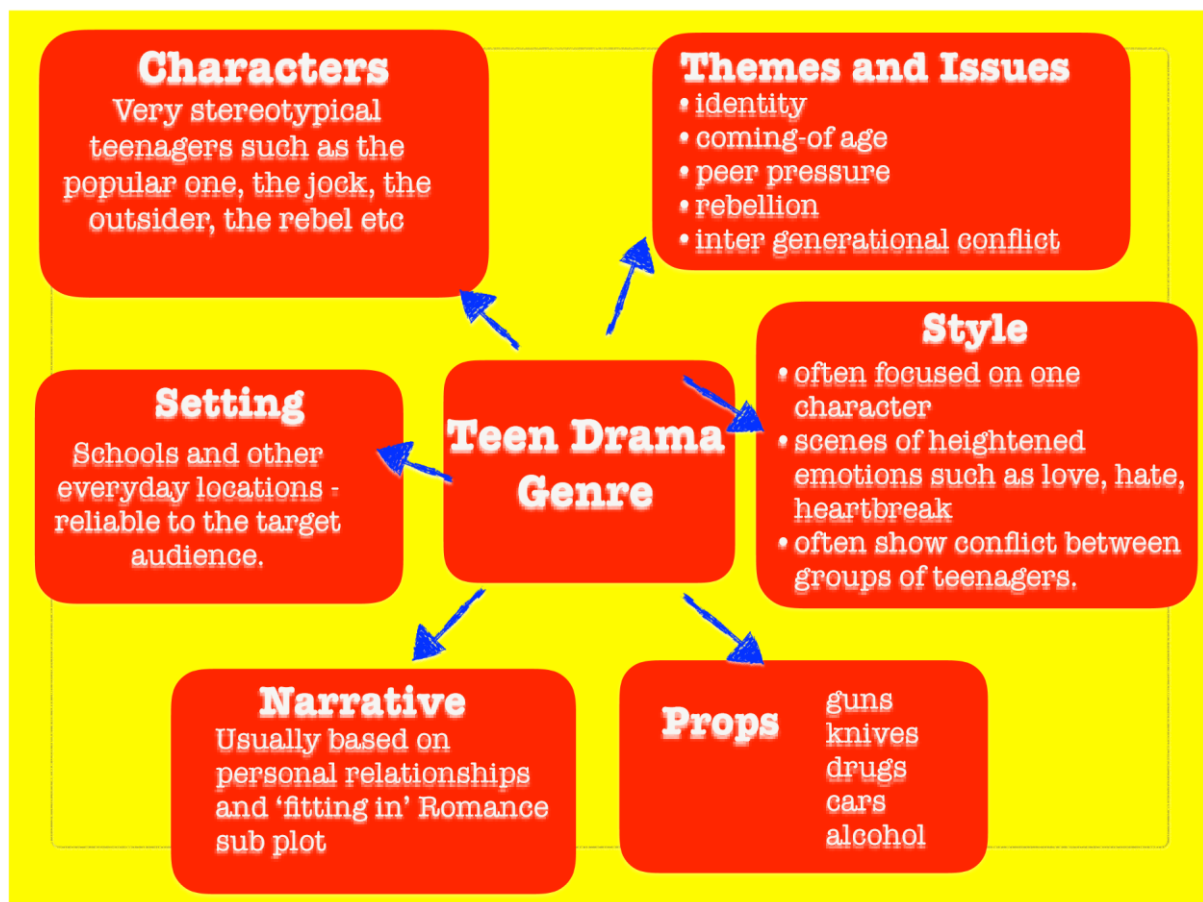 Characters
Very stereotypical
teenagers such as the
popular one, the jock, the
outsider, the rebel etc
Themes and Issues
• identity
• coming-of age
• peer pressure
• rebellion
• inter generational conflict
Setting
Schools and other
everyday locations -
reliable to the target
audience.
Teen Drama
Genre
Style
• often focused on one
character
• scenes of heightened
emotions such as love, hate,
heartbreak
• often show conflict between
groups of teenagers.
Narrative
Usually based on
personal relationships
and ‘fitting in’ Romance
sub plot
Props
guns
knives
drugs
cars
alcohol